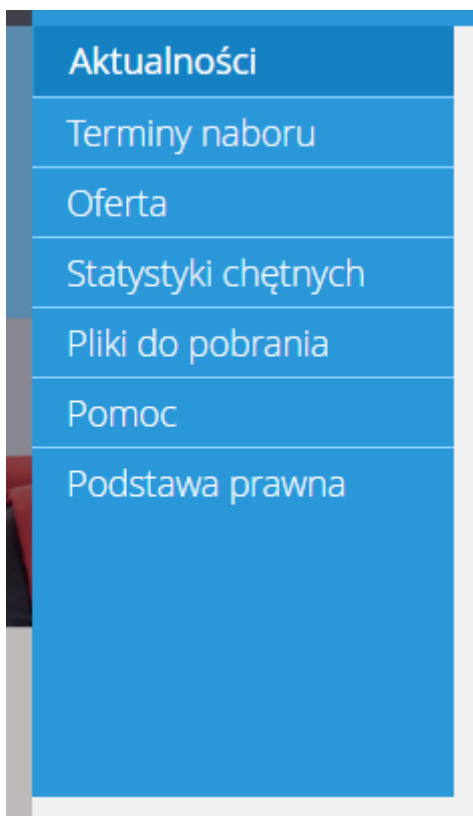 Aktualności
Terminy naboru
Oferta
Statystyki chętnych
Pliki do pobrania
Pomoc
Podstawa prawna